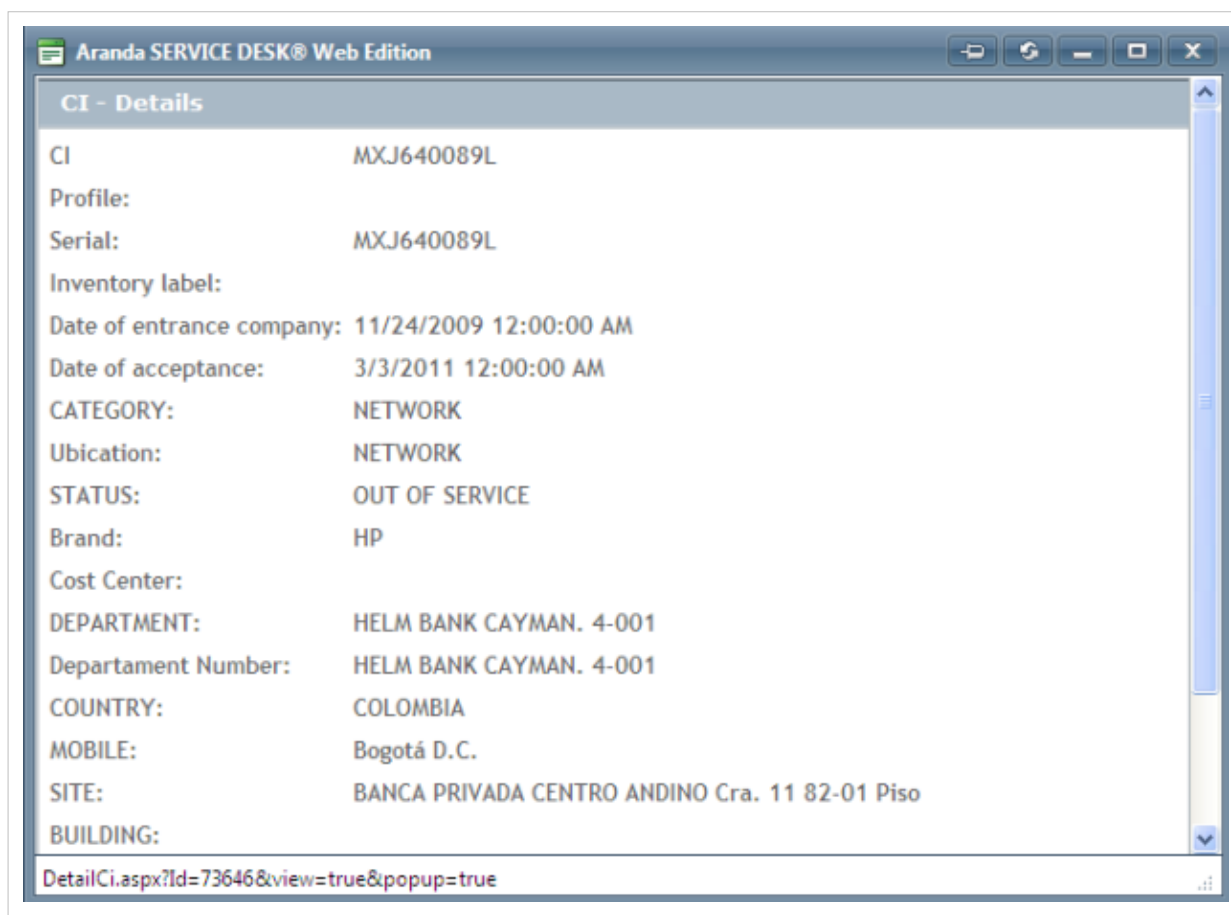 Aranda SERVICE DESK® Web Edition
CI - Details
CI MXJ640089L
Profile:
Serial: MXJ640089L
Inventory label:
Date of entrance company: 11/24/2009 12:00:00 AM
Date of acceptance: 3/3/2011 12:00:00 AM
CATEGORY: NETWORK
Ubication: NETWORK
STATUS: OUT OF SERVICE
Brand: HP
Cost Center:
DEPARTMENT: HELM BANK CAYMAN. 4-001
Departament Number: HELM BANK CAYMAN. 4-001
COUNTRY: COLOMBIA
MOBILE: Bogotá D.C.
SITE: BANCA PRIVADA CENTRO ANDINO Cra. 11 82-01 Piso
BUILDING:
DetailCi.aspx?Id=73646&view=true&popup=true